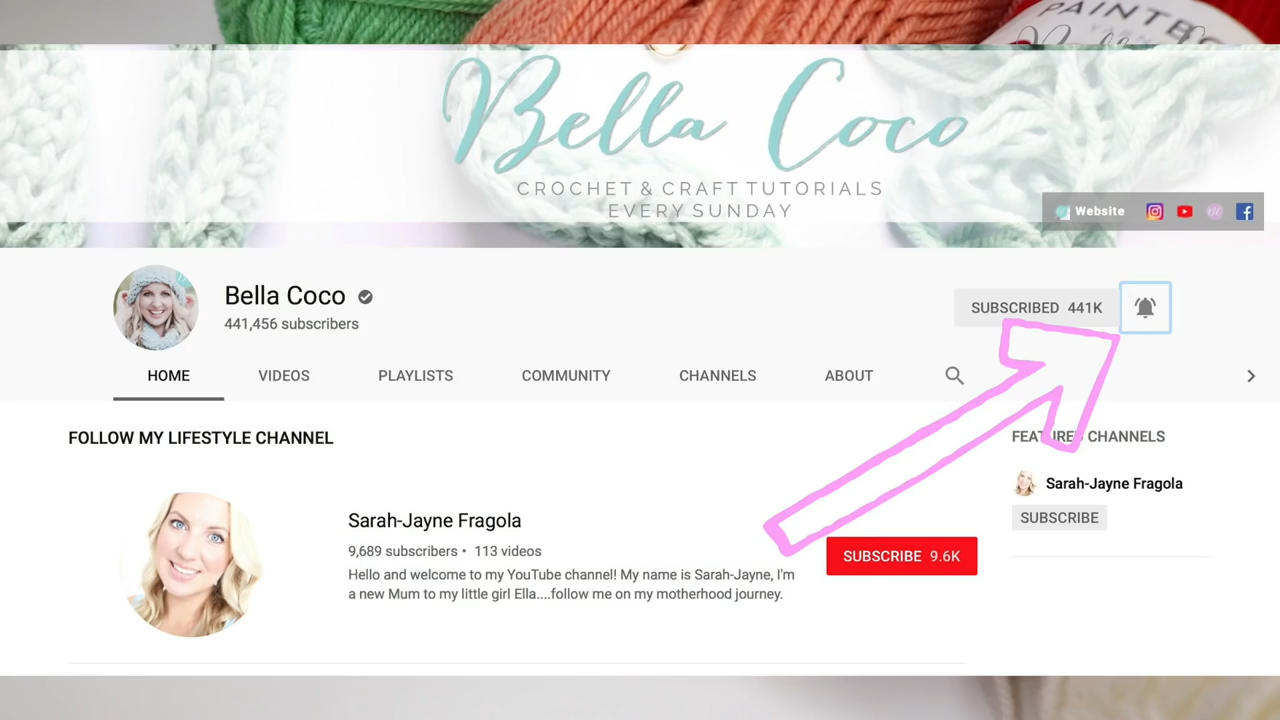 PAINTB
Bella Coco
CROCHET & CRAFT TUTORIALS
EVERY SUNDAY
Website
Bella Coco
441,456 subscribers
SUBSCRIBED 441K
HOME VIDEOS PLAYLISTS COMMUNITY CHANNELS ABOUT
FOLLOW MY LIFESTYLE CHANNEL
Sarah-Jayne Fragola
9,689 subscribers • 113 videos
Hello and welcome to my YouTube channel! My name is Sarah-Jayne, I'm
a new Mum to my little girl Ella....follow me on my motherhood journey.
SUBSCRIBE 9.6K
FEATURED CHANNELS
Sarah-Jayne Fragola
SUBSCRIBE